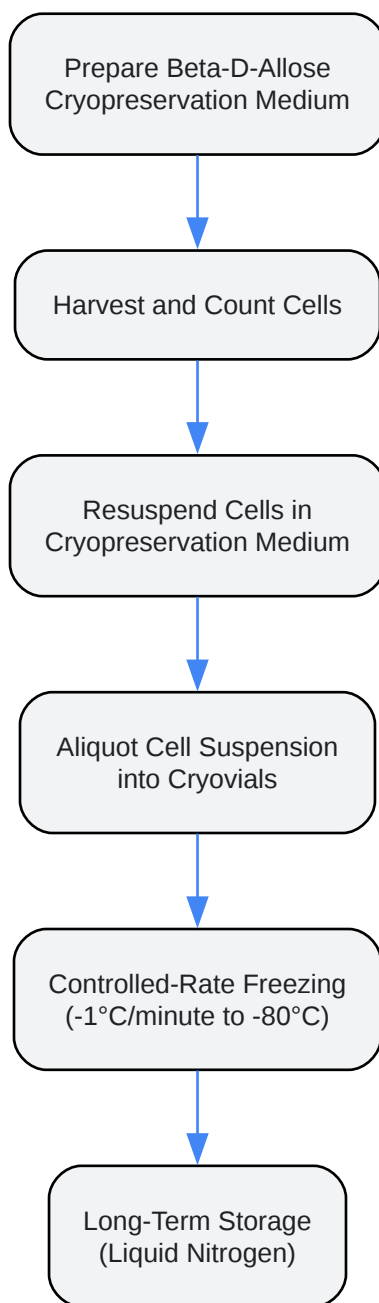 Prepare Beta-D-Allose
Cryopreservation Medium
Harvest and Count Cells
Resuspend Cells in
Cryopreservation Medium
Aliquot Cell Suspension
into Cryovials
Controlled-Rate Freezing
(-1°C/minute to -80°C)
Long-Term Storage
(Liquid Nitrogen)